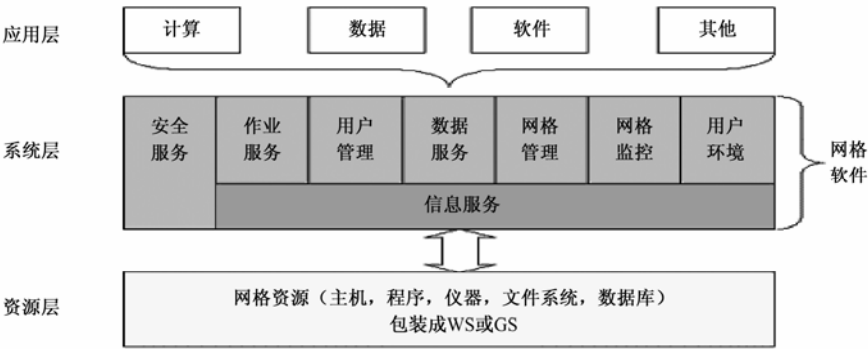 应用层
计算
数据
软件
其他
系统层
安全
服务
作业
服务
用户
管理
数据
服务
网格
管理
网格
监控
用户
环境
信息服务
网格
软件
资源层
网格资源（主机，程序，仪器，文件系统，数据库）
包装成WS或GS